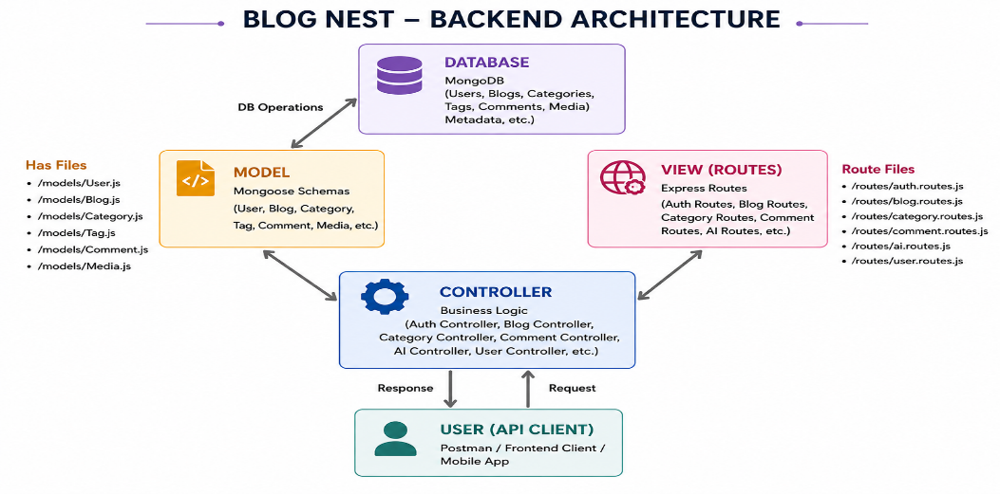 BLOG NEST – BACKEND ARCHITECTURE
DATABASE
MongoDB
(Users, Blogs, Categories,
Tags, Comments, Media)
Metadata, etc.)
DB Operations
Has Files
• /models/User.js
• /models/Blog.js
• /models/Category.js
• /models/Tag.js
• /models/Comment.js
• /models/Media.js
</>
MODEL
Mongoose Schemas
(User, Blog, Category,
Tag, Comment, Media, etc.)
VIEW (ROUTES)
Express Routes
(Auth Routes, Blog Routes,
Category Routes, Comment
Routes, AI Routes, etc.)
Route Files
• /routes/auth.routes.js
• /routes/blog.routes.js
• /routes/category.routes.js
• /routes/comment.routes.js
• /routes/ai.routes.js
• /routes/user.routes.js
CONTROLLER
Business Logic
(Auth Controller, Blog Controller,
Category Controller, Comment Controller,
AI Controller, User Controller, etc.)
Response
Request
USER (API CLIENT)
Postman / Frontend Client /
Mobile App